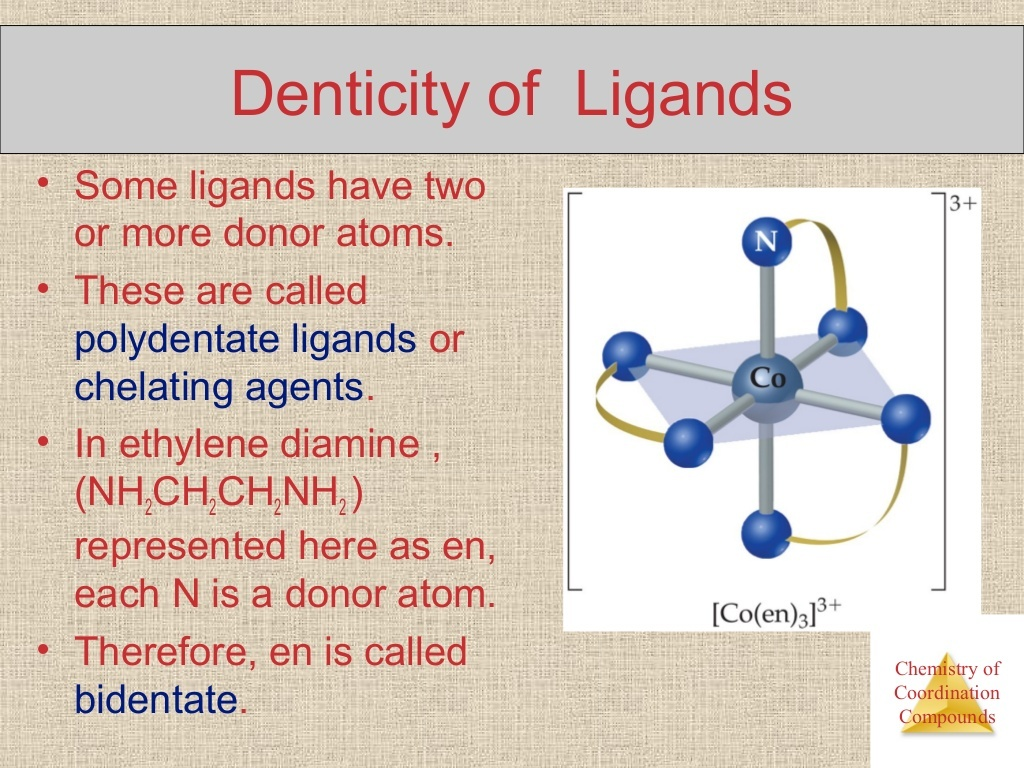 Denticity of Ligands
• Some ligands have two
or more donor atoms.
• These are called
polydentate ligands or
chelating agents.
• In ethylene diamine ,
(NH₂CH₂CH₂NH₂ )
represented here as en,
each N is a donor atom.
• Therefore, en is called
bidentate.
3+
N
Co
[Co(en)₃]³⁺
Chemistry of
Coordination
Compounds